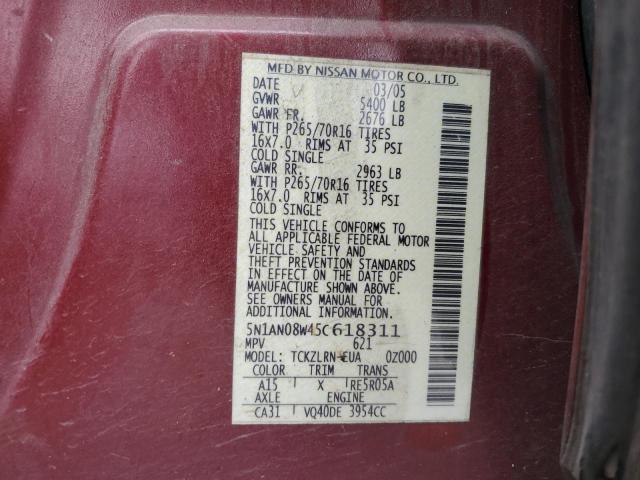 MFD BY NISSAN MOTOR CO., LTD.
DATE 03/05
GVWR 5400 LB
GAWR FR. 2676 LB
WITH P265/70R16 TIRES
16X7.0 RIMS AT 35 PSI
COLD SINGLE
GAWR RR. 2963 LB
WITH P265/70R16 TIRES
16X7.0 RIMS AT 35 PSI
COLD SINGLE
THIS VEHICLE CONFORMS TO
ALL APPLICABLE FEDERAL MOTOR
VEHICLE SAFETY AND
THEFT PREVENTION STANDARDS
IN EFFECT ON THE DATE OF
MANUFACTURE SHOWN ABOVE.
SEE OWNERS MANUAL FOR
ADDITIONAL INFORMATION.
5N1AN08W45C618311
MPV 621
MODEL: TCKZLRN-EUA 0Z000
COLOR TRIM TRANS
A15 X RE5R05A
AXLE ENGINE
CA31 VQ40DE 3954CC